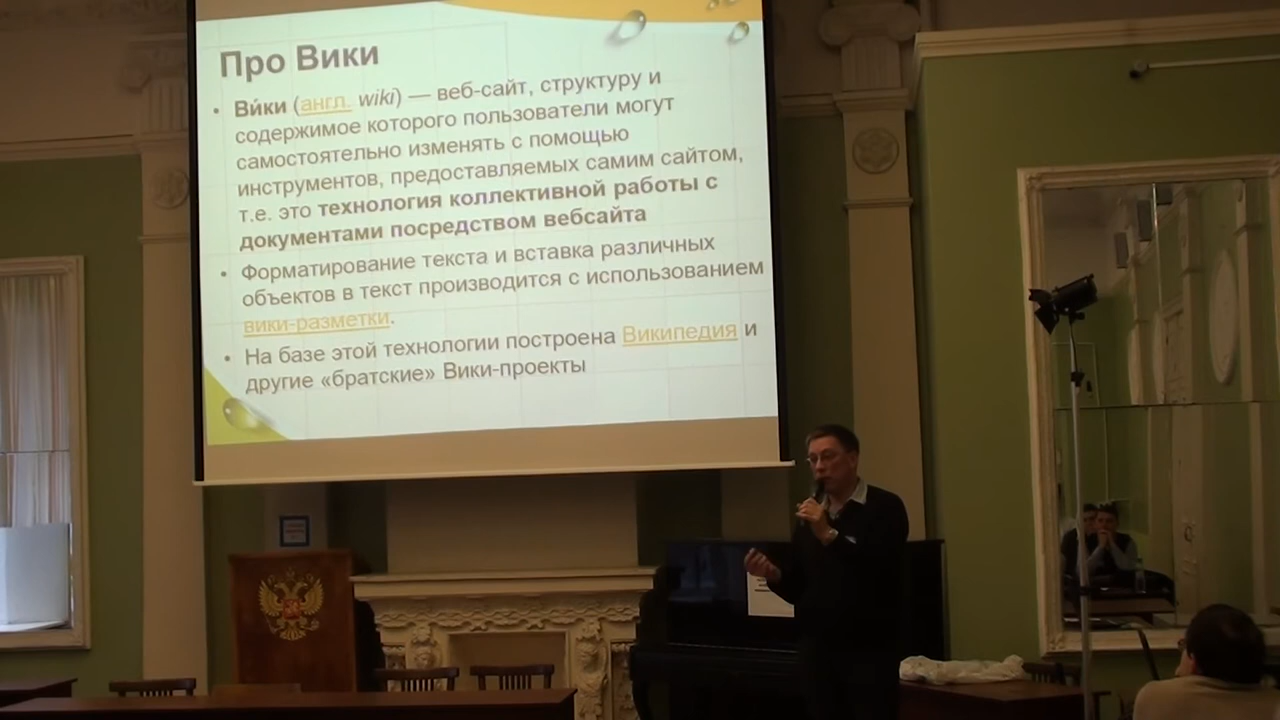 Про Вики
• Ви́ки (англ. wiki) — веб-сайт, структуру и
содержимое которого пользователи могут
самостоятельно изменять с помощью
инструментов, предоставляемых самим сайтом,
т.е. это технология коллективной работы с
документами посредством вебсайта
• Форматирование текста и вставка различных
объектов в текст производится с использованием
вики-разметки.
• На базе этой технологии построена Википедия и
другие «братские» Вики-проекты